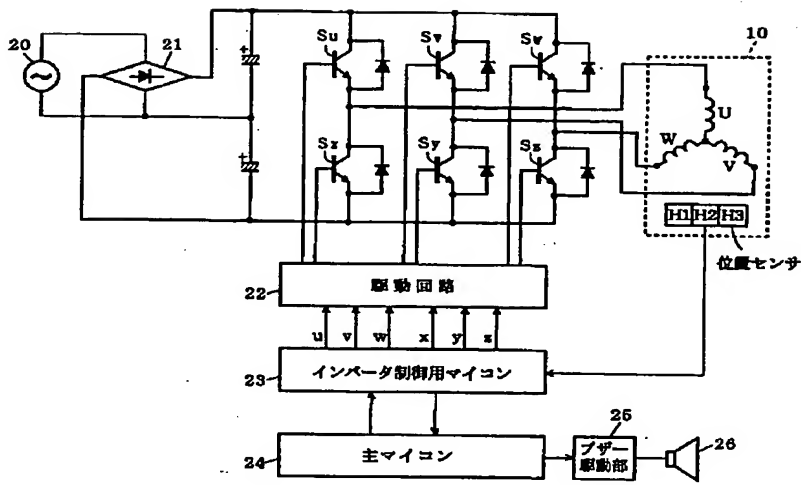 10
20
21
Su
Sv
Sw
Sx
Sy
Sz
U
W
V
H1 H2 H3
位置センサ
22
駆動回路
u v w x y z
23
インバータ制御用マイコン
24
主マイコン
25
ブザー
駆動部
26